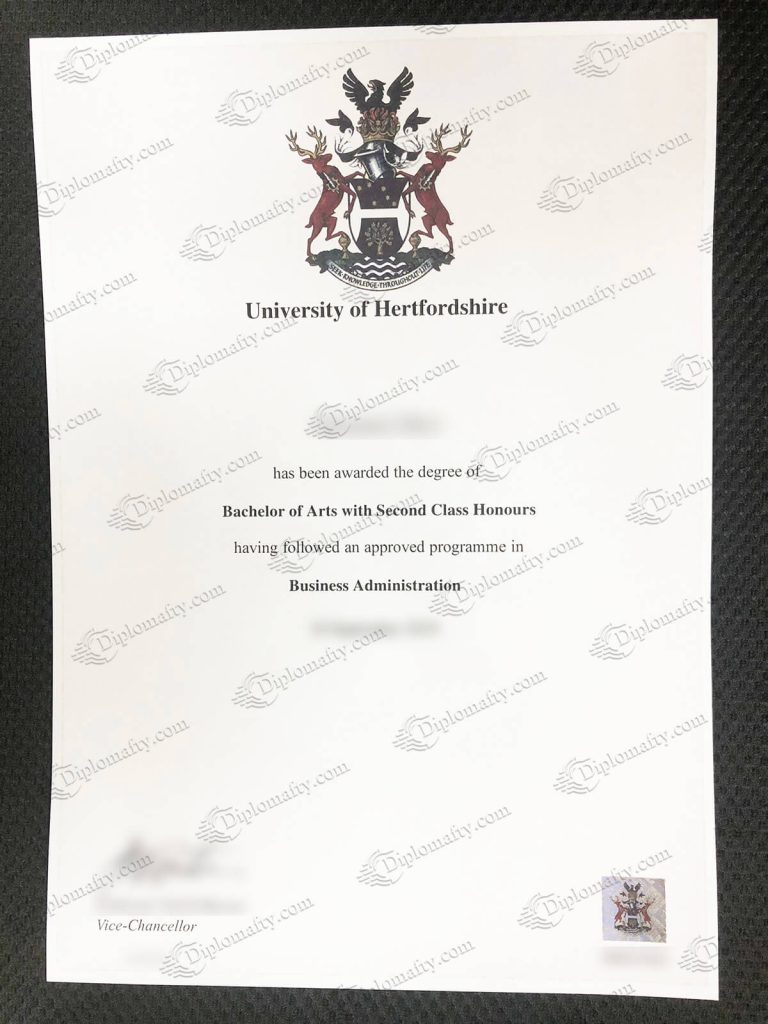 SEEK·KNOWLEDGE·THROUGHOUT·LIFE
University of Hertfordshire
has been awarded the degree of
Bachelor of Arts with Second Class Honours
having followed an approved programme in
Business Administration
Vice-Chancellor
Diplomafty.com